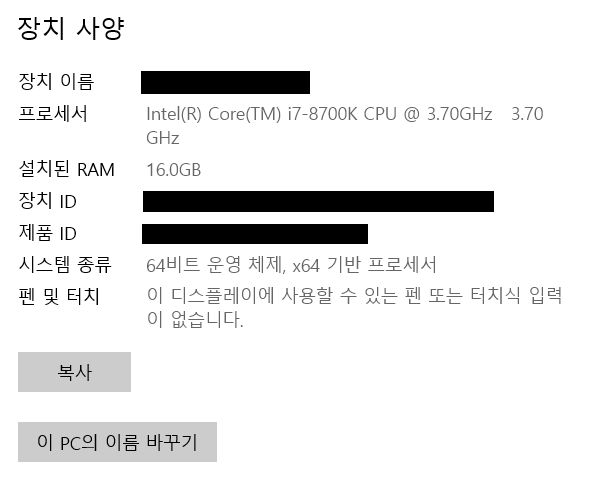 장치 사양
장치 이름
프로세서 Intel(R) Core(TM) i7-8700K CPU @ 3.70GHz 3.70
GHz
설치된 RAM 16.0GB
장치 ID
제품 ID
시스템 종류 64비트 운영 체제, x64 기반 프로세서
펜 및 터치 이 디스플레이에 사용할 수 있는 펜 또는 터치식 입력
이 없습니다.
복사
이 PC의 이름 바꾸기